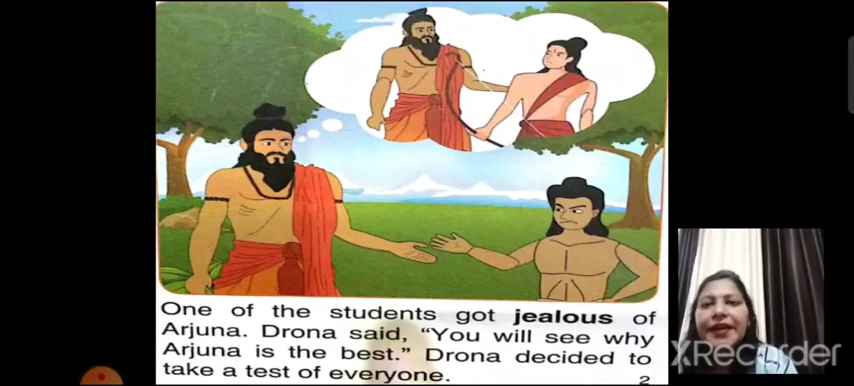 One of the students got jealous of
Arjuna. Drona said, “You will see why
Arjuna is the best.” Drona decided to
take a test of everyone.
2
XRecorder